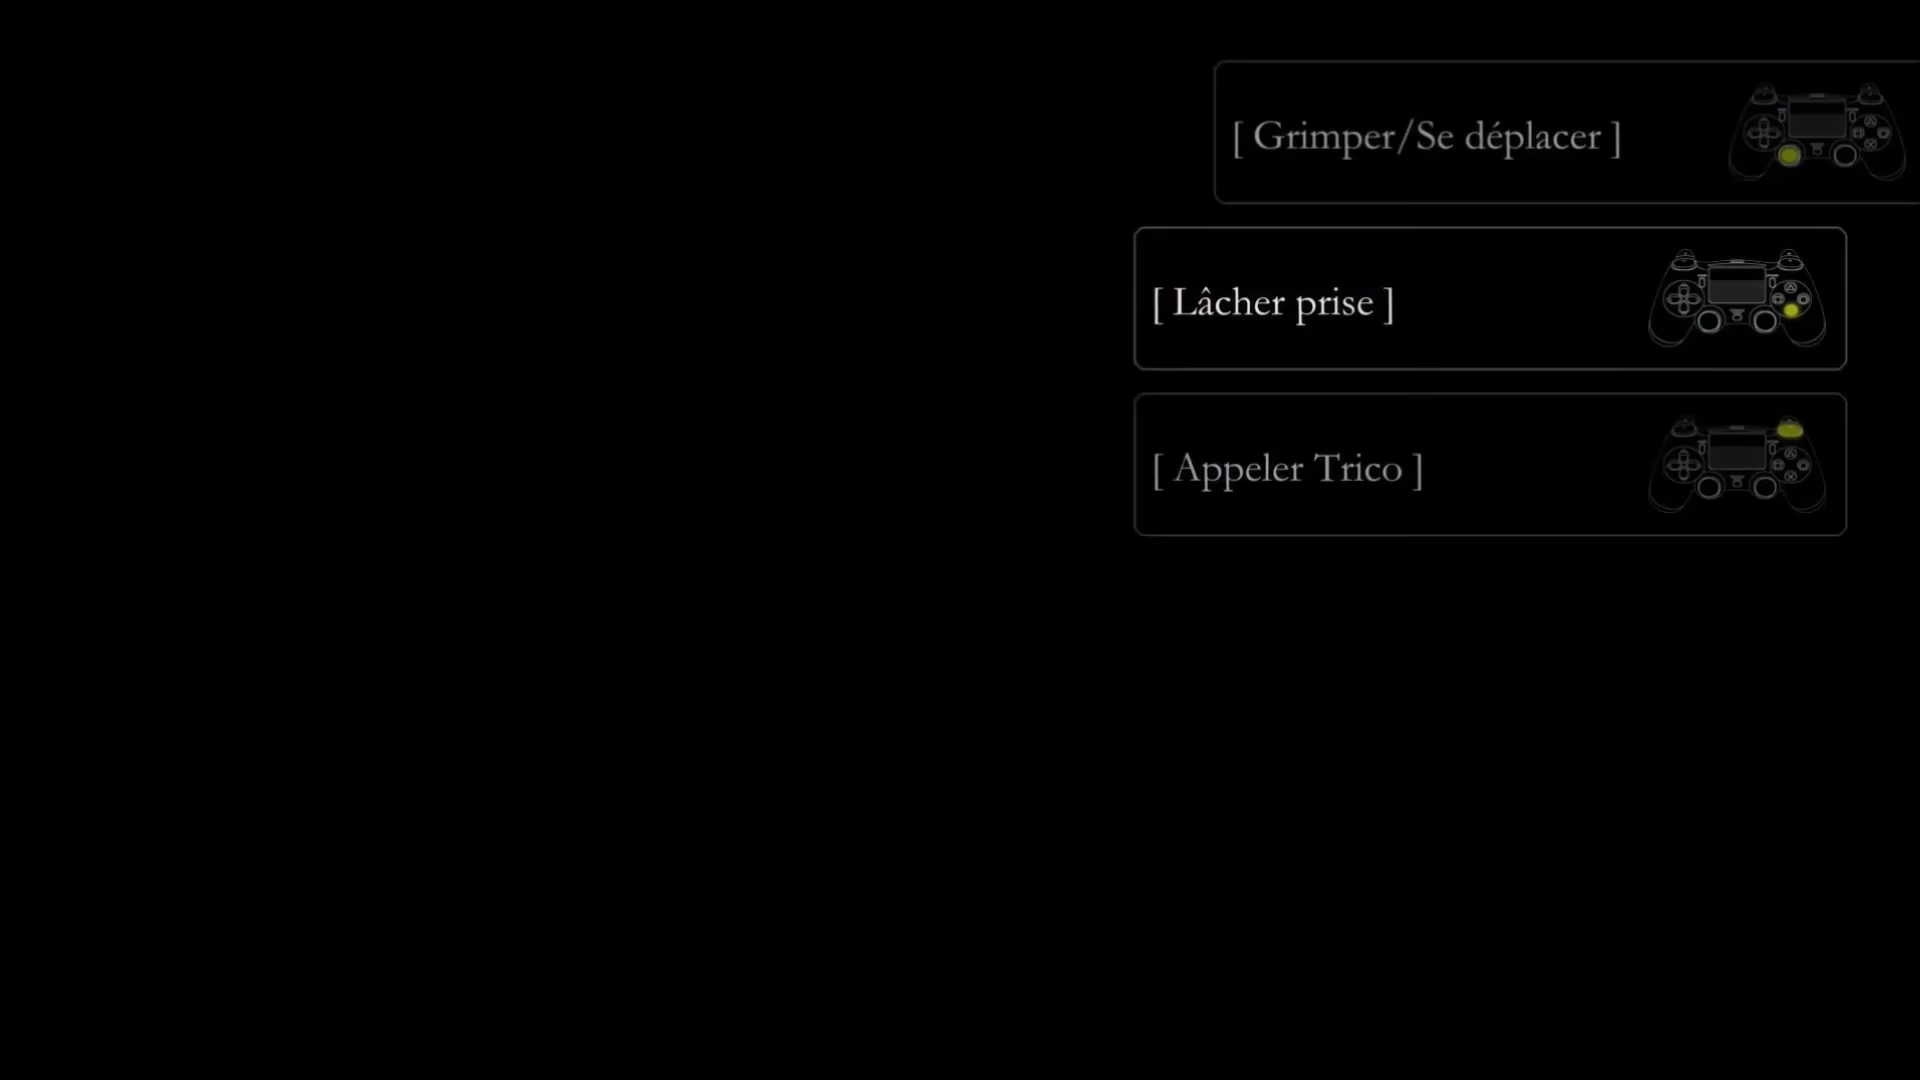 [ Grimper/Se déplacer ]
[ Lâcher prise ]
[ Appeler Trico ]